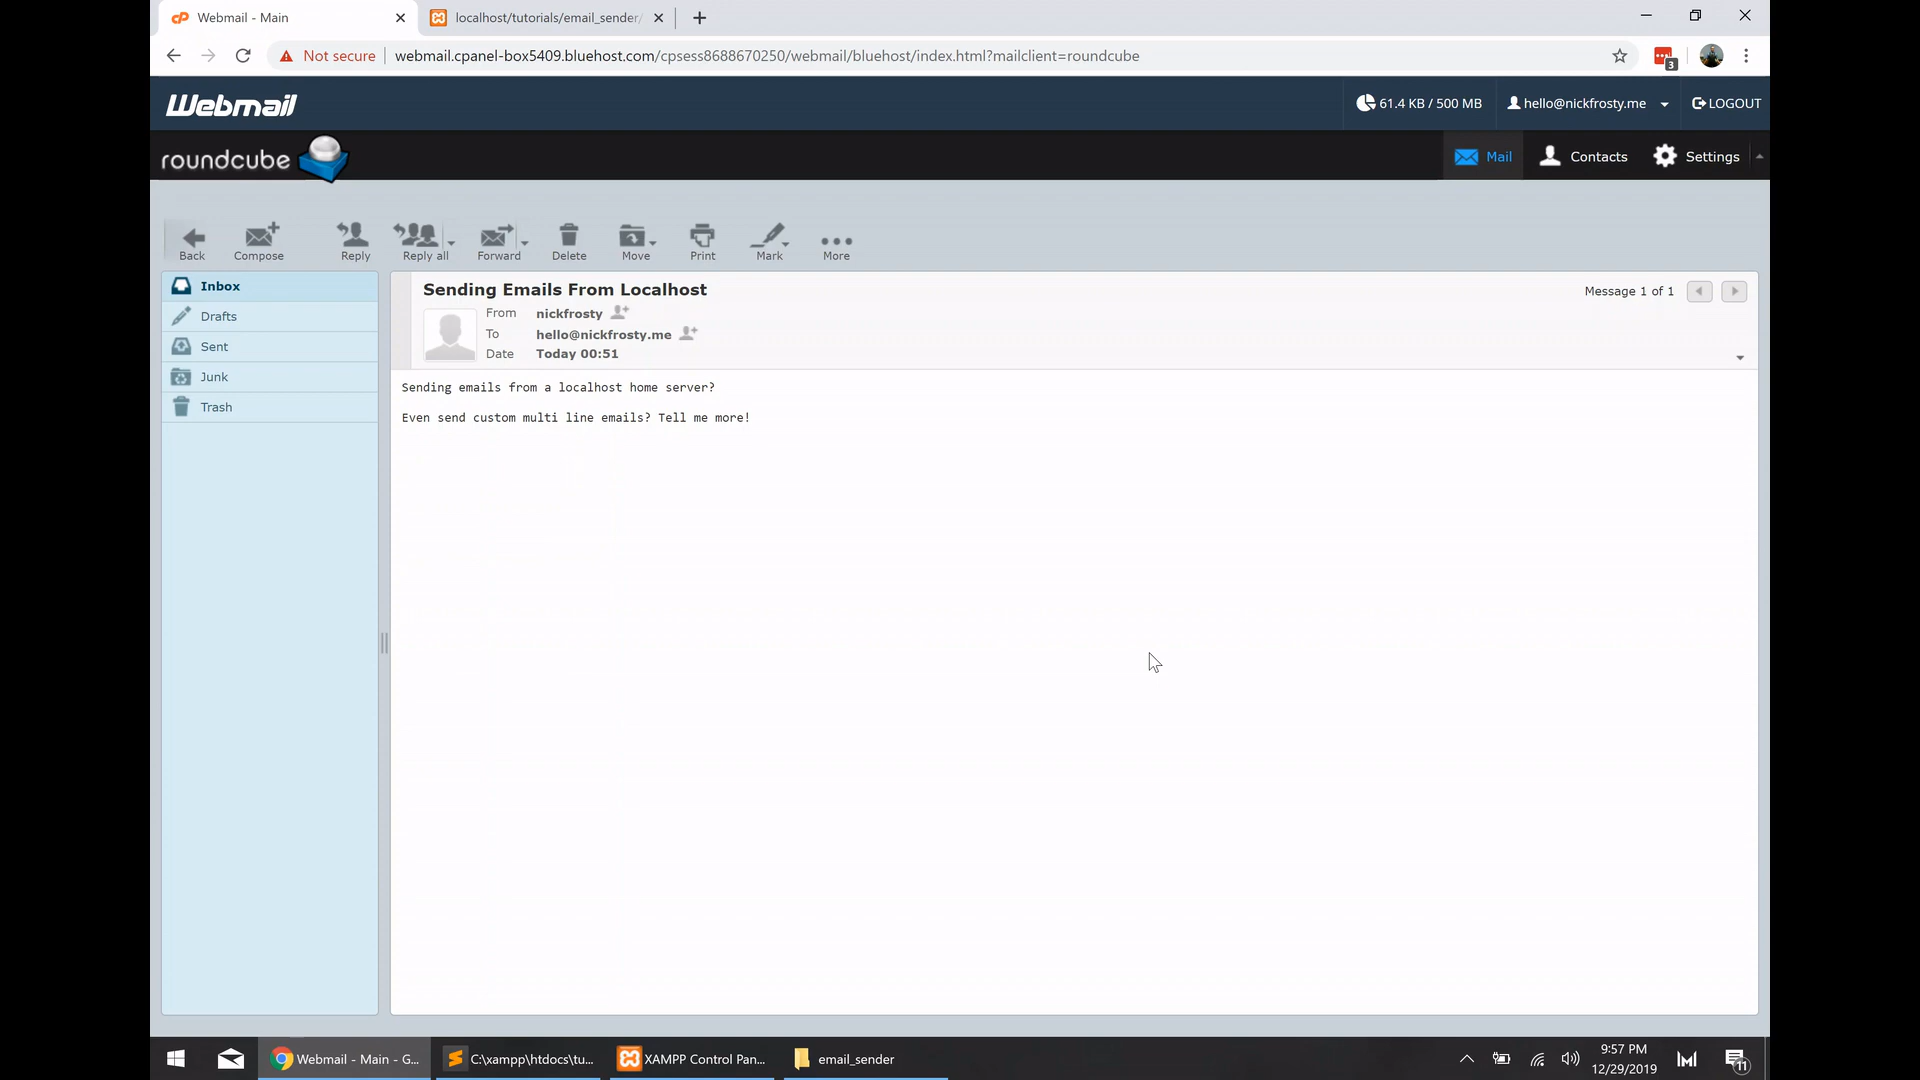 Webmail - Main
localhost/tutorials/email_sender/
Not secure
webmail.cpanel-box5409.bluehost.com/cpsess8688670250/webmail/bluehost/index.html?mailclient=roundcube
3
Webmail
61.4 KB / 500 MB
hello@nickfrosty.me
LOGOUT
roundcube
Mail
Contacts
Settings
Back
Compose
Reply
Reply all
Forward
Delete
Move
Print
Mark
More
Inbox
Drafts
Sent
Junk
Trash
Sending Emails From Localhost
Message 1 of 1
From nickfrosty
To hello@nickfrosty.me
Date Today 00:51
Sending emails from a localhost home server?
Even send custom multi line emails? Tell me more!
Webmail - Main - G...
C:\xampp\htdocs\tu...
XAMPP Control Pan...
email_sender
9:57 PM
12/29/2019
11